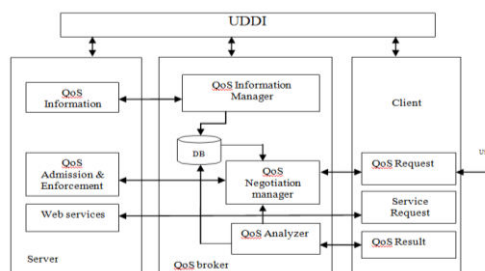 UDDI
QoS
Information
QoS
Admission &
Enforcement
Web services
Server
QoS Information
Manager
DB
QoS
Negotiation
manager
QoS Analyzer
QoS broker
Client
QoS Request
Service
Request
QoS Result